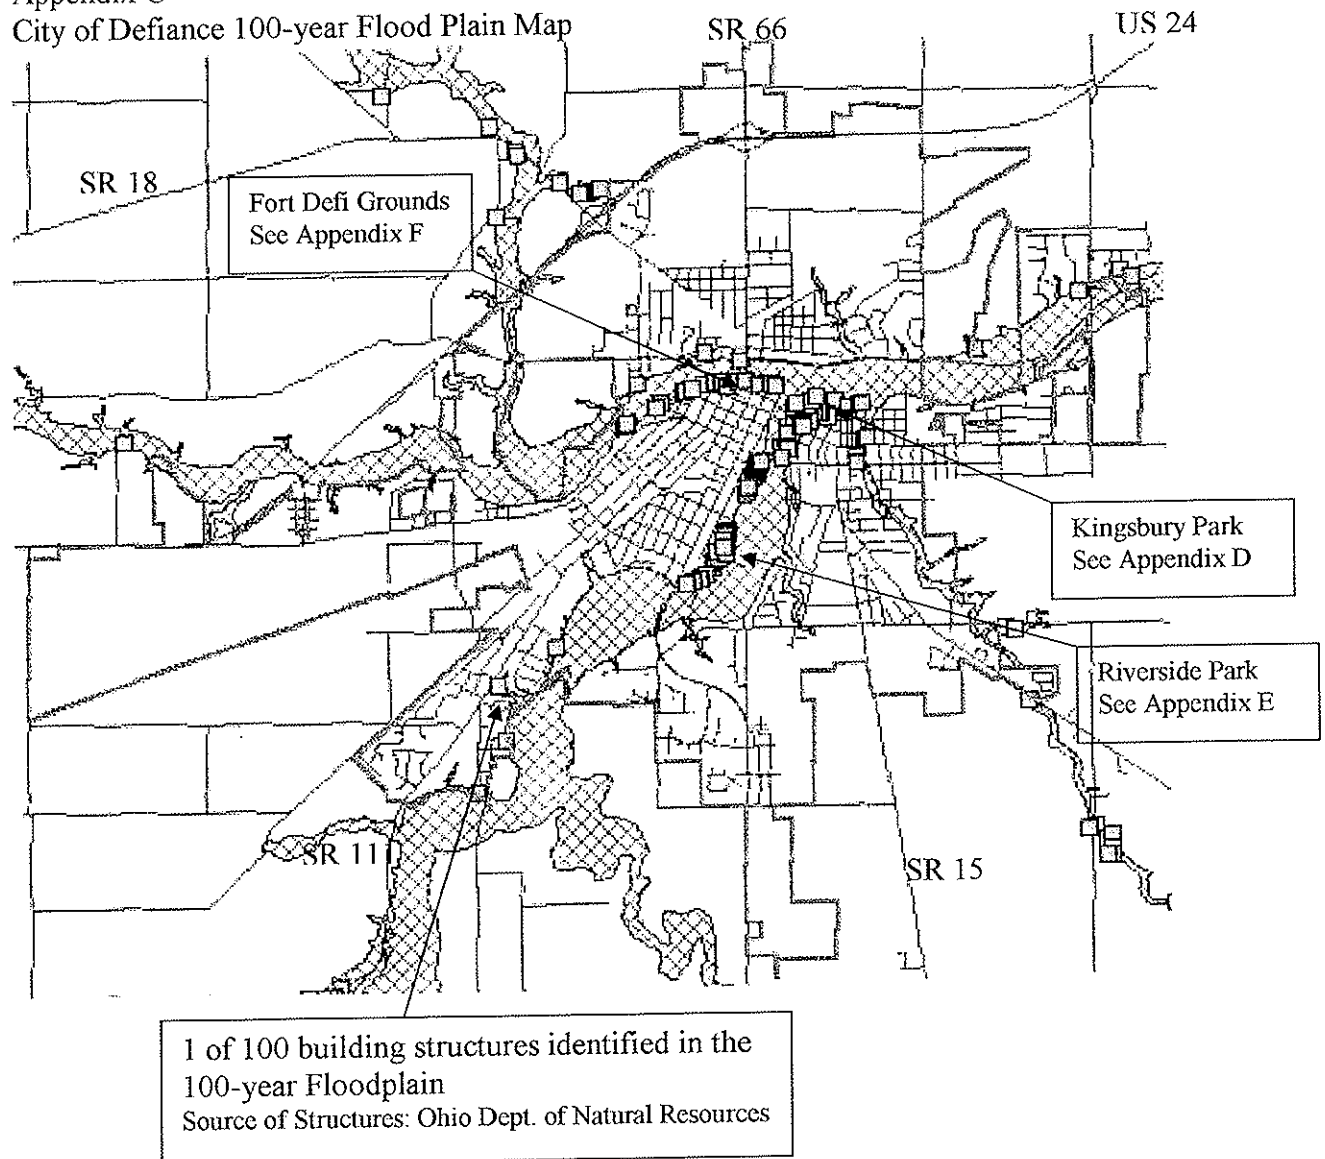 City of Defiance 100-year Flood Plain Map
SR 66
US 24
SR 18
Fort Defi Grounds
See Appendix F
Kingsbury Park
See Appendix D
Riverside Park
See Appendix E
SR 111
SR 15
1 of 100 building structures identified in the
100-year Floodplain
Source of Structures: Ohio Dept. of Natural Resources